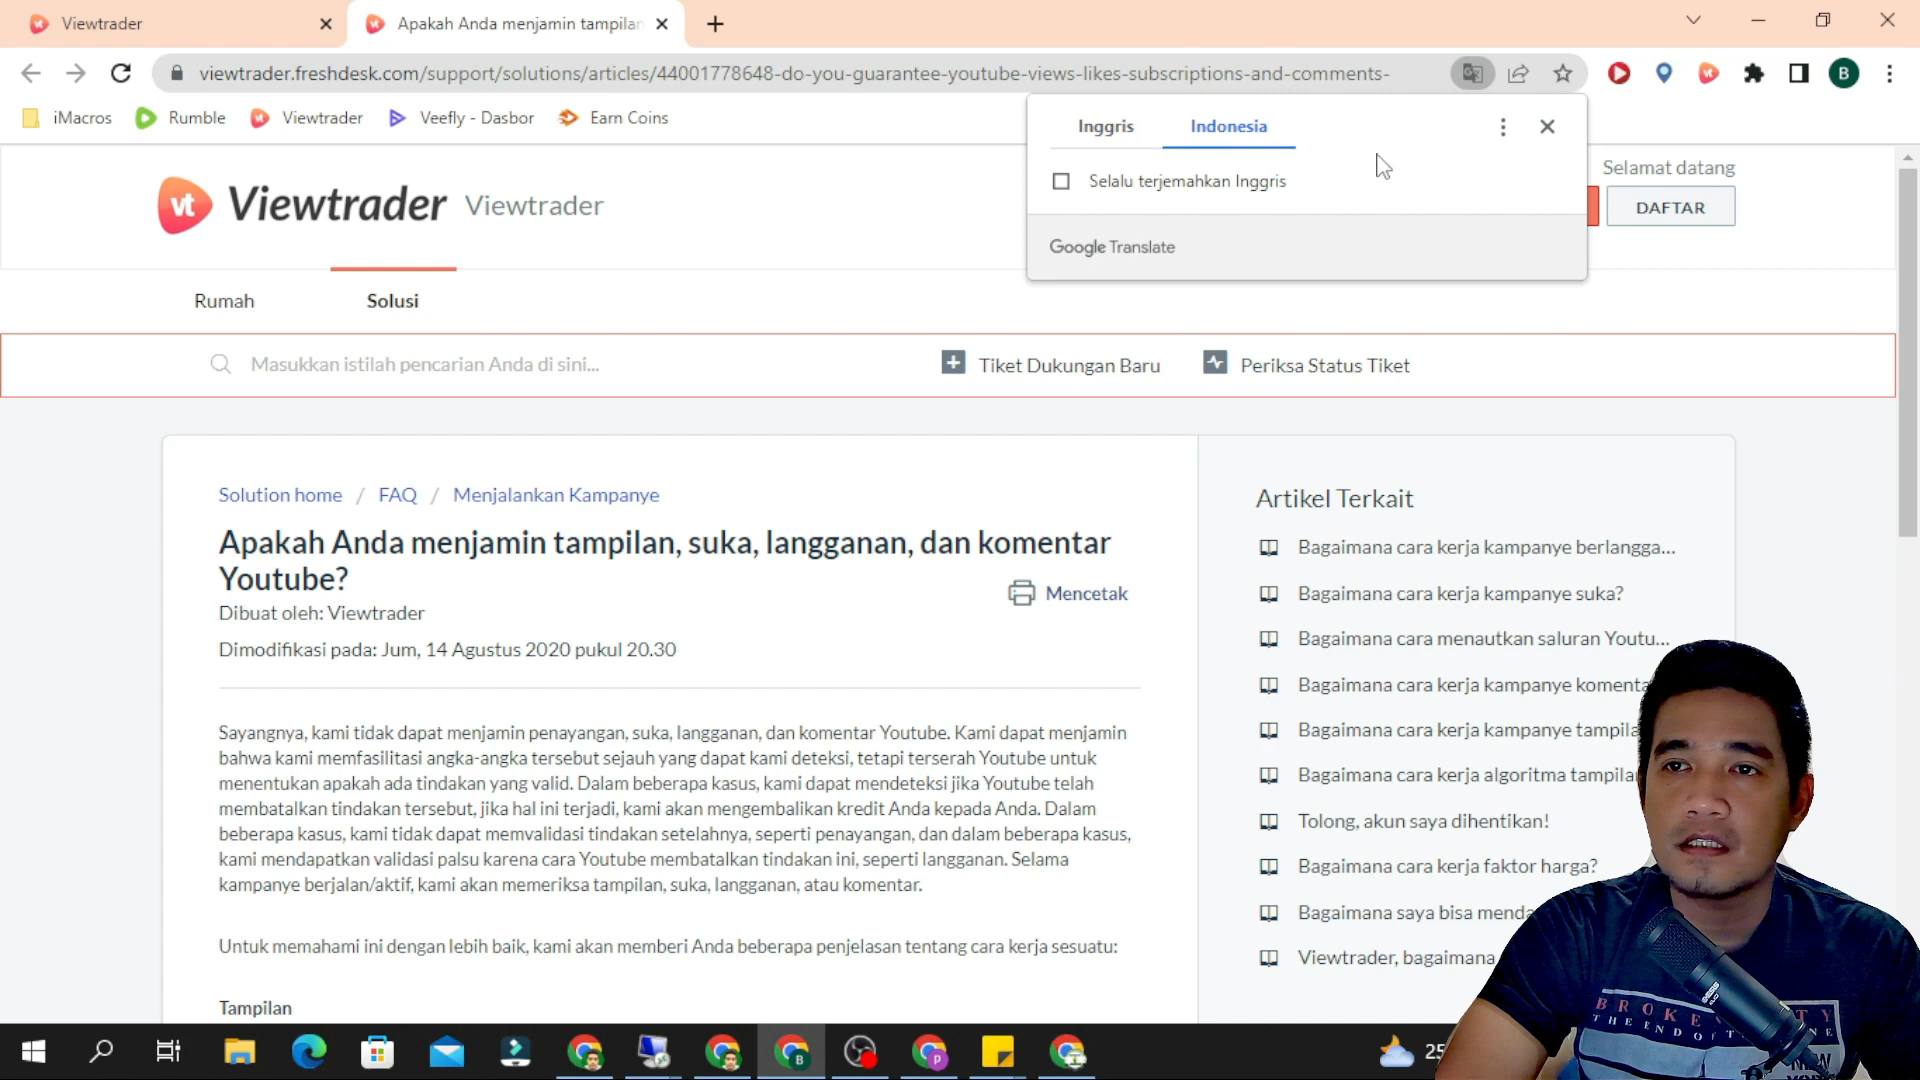 Viewtrader
Apakah Anda menjamin tampilan
viewtrader.freshdesk.com/support/solutions/articles/44001778648-do-you-guarantee-youtube-views-likes-subscriptions-and-comments-
B
iMacros
Rumble
Viewtrader
Veefly - Dasbor
Earn Coins
Inggris
Indonesia
Selalu terjemahkan Inggris
Google Translate
Selamat datang
DAFTAR
vt Viewtrader Viewtrader
Rumah
Solusi
Masukkan istilah pencarian Anda di sini...
Tiket Dukungan Baru
Periksa Status Tiket
Solution home / FAQ / Menjalankan Kampanye
Apakah Anda menjamin tampilan, suka, langganan, dan komentar
Youtube?
Mencetak
Dibuat oleh: Viewtrader
Dimodifikasi pada: Jum, 14 Agustus 2020 pukul 20.30
Sayangnya, kami tidak dapat menjamin penayangan, suka, langganan, dan komentar Youtube. Kami dapat menjamin
bahwa kami memfasilitasi angka-angka tersebut sejauh yang dapat kami deteksi, tetapi terserah Youtube untuk
menentukan apakah ada tindakan yang valid. Dalam beberapa kasus, kami dapat mendeteksi jika Youtube telah
membatalkan tindakan tersebut, jika hal ini terjadi, kami akan mengembalikan kredit Anda kepada Anda. Dalam
beberapa kasus, kami tidak dapat memvalidasi tindakan setelahnya, seperti penayangan, dan dalam beberapa kasus,
kami mendapatkan validasi palsu karena cara Youtube membatalkan tindakan ini, seperti langganan. Selama
kampanye berjalan/aktif, kami akan memeriksa tampilan, suka, langganan, atau komentar.
Untuk memahami ini dengan lebih baik, kami akan memberi Anda beberapa penjelasan tentang cara kerja sesuatu:
Tampilan
Artikel Terkait
Bagaimana cara kerja kampanye berlangga...
Bagaimana cara kerja kampanye suka?
Bagaimana cara menautkan saluran Youtu...
Bagaimana cara kerja kampanye komenta
Bagaimana cara kerja kampanye tampila
Bagaimana cara kerja algoritma tampilan
Tolong, akun saya dihentikan!
Bagaimana cara kerja faktor harga?
Bagaimana saya bisa menda
Viewtrader, bagaimana
BROKE TY
THE END OF T NE
25
B
P